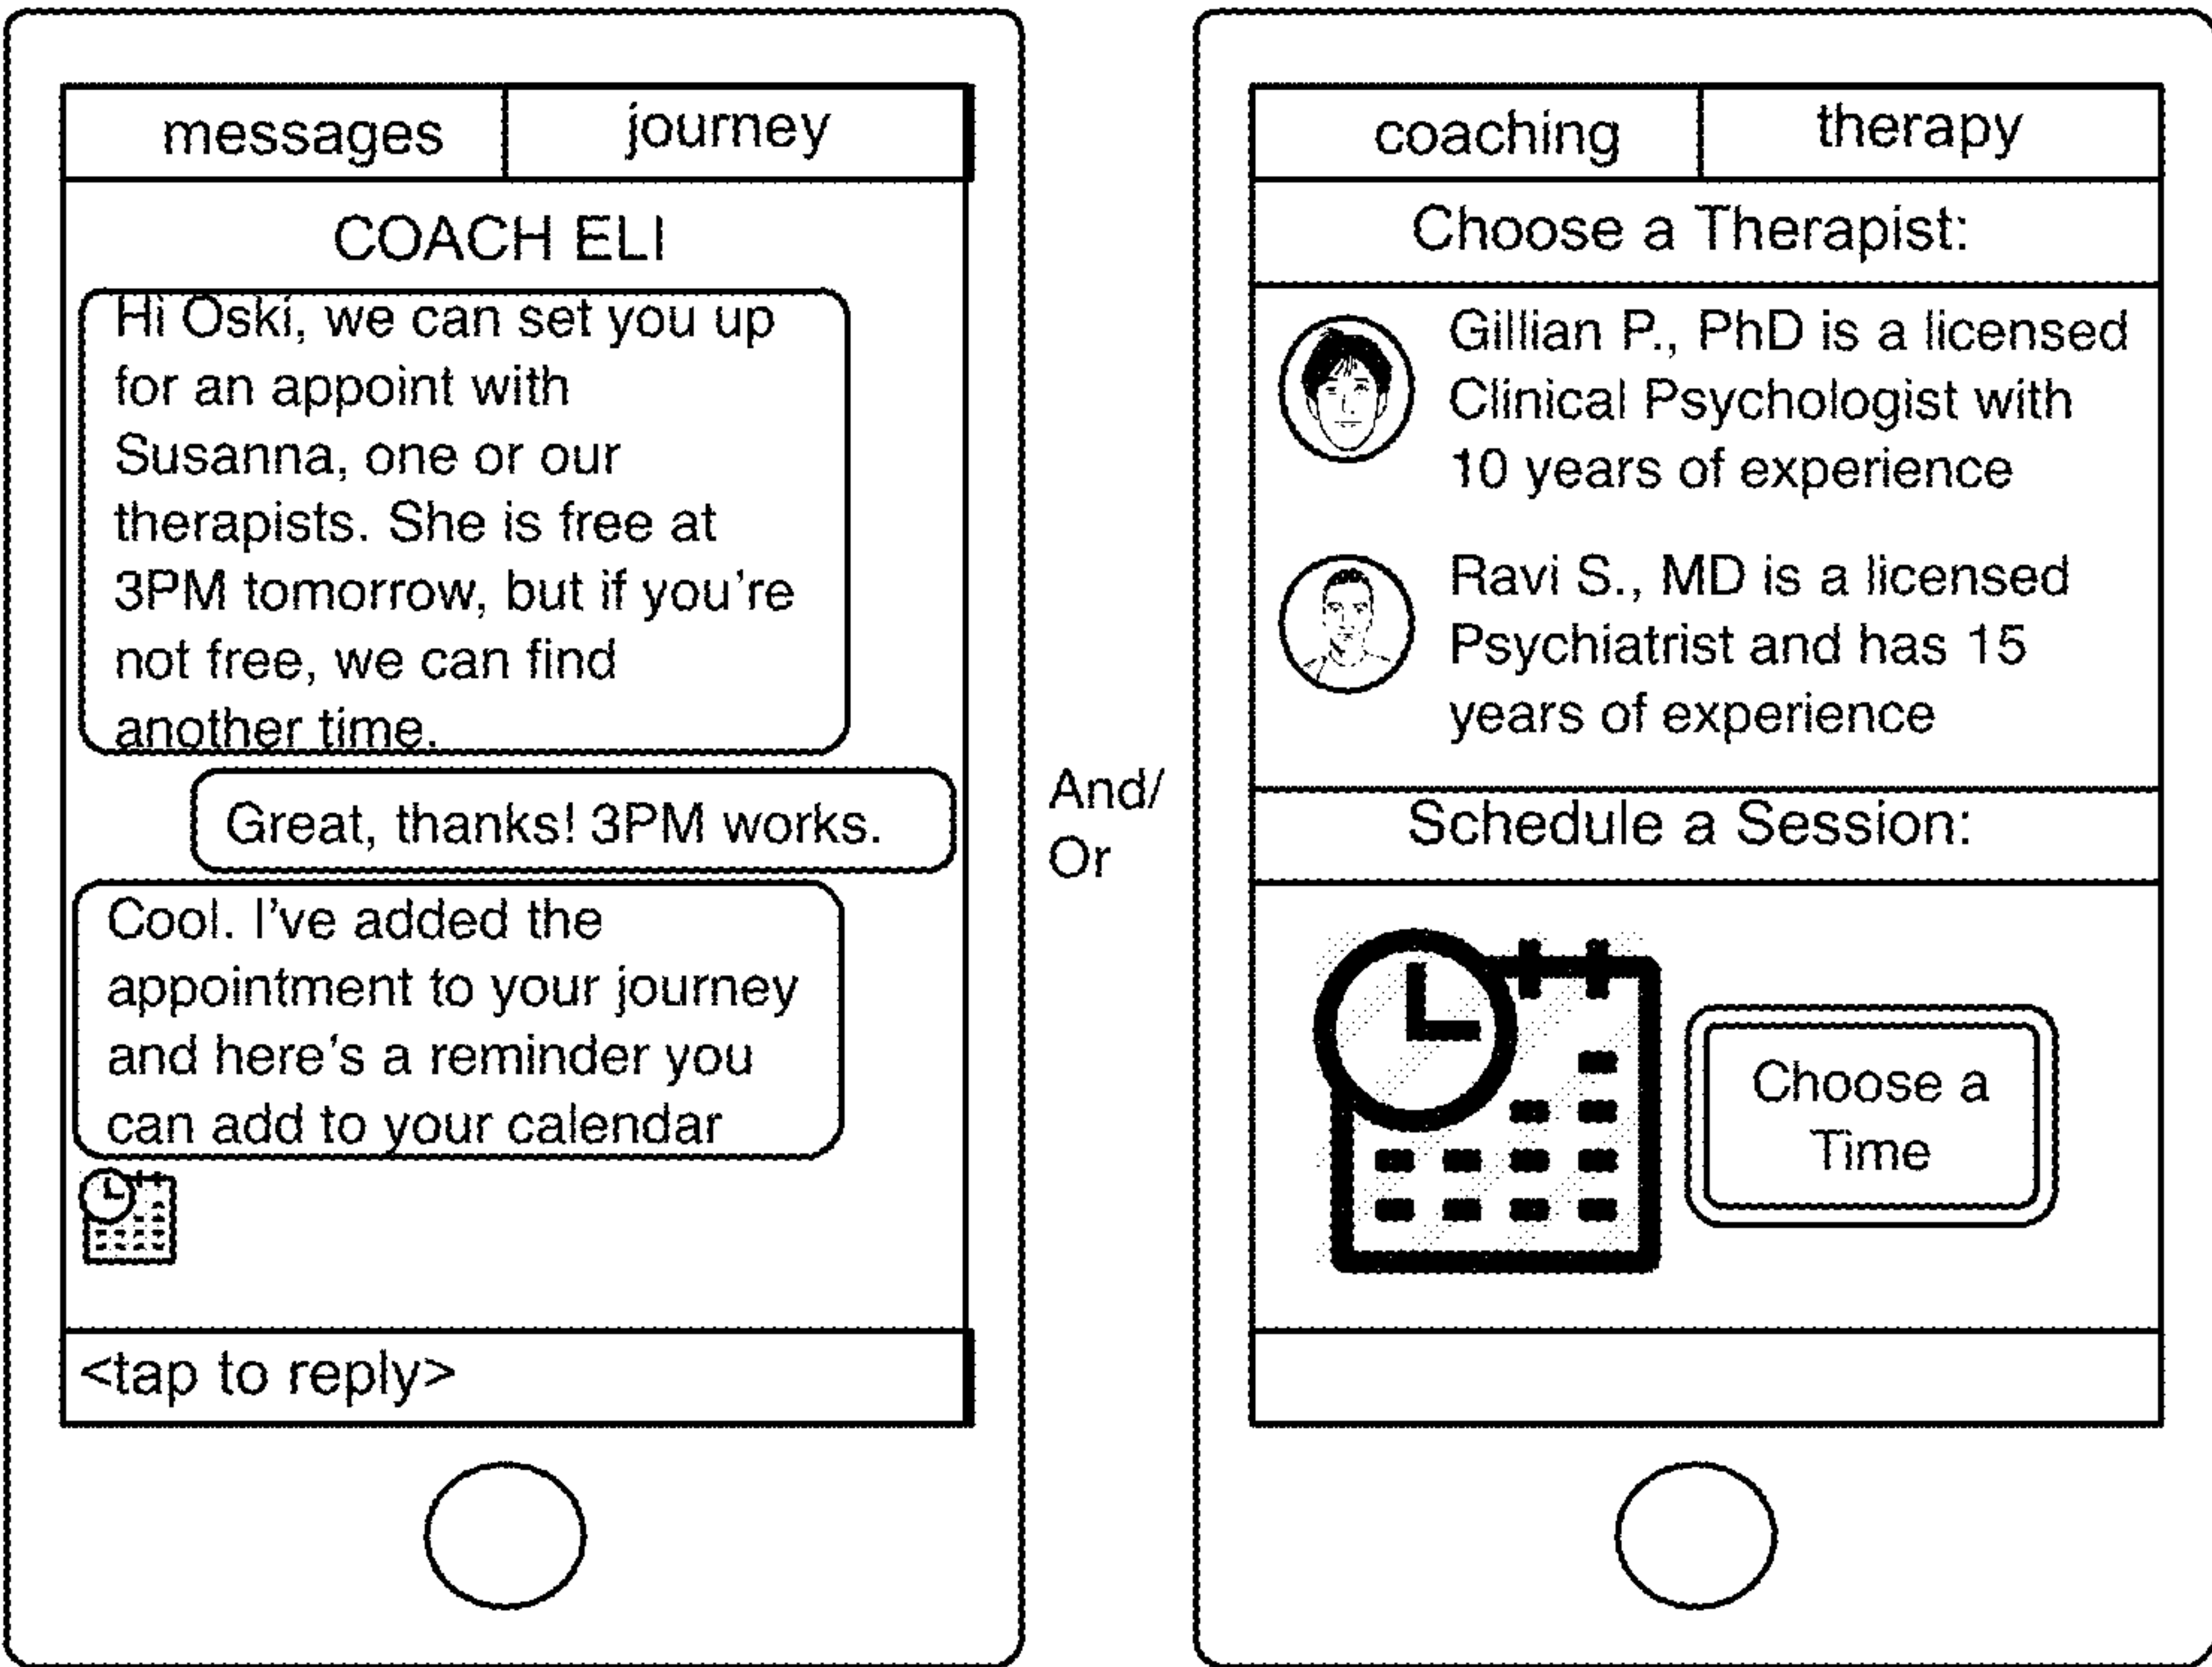 messages
journey
COACH ELI
Hi Oski, we can set you up
for an appoint with
Susanna, one or our
therapists. She is free at
3PM tomorrow, but if you're
not free, we can find
another time.
Great, thanks! 3PM works.
Cool. I've added the
appointment to your journey
and here's a reminder you
can add to your calendar
<tap to reply>
And/
Or
coaching
therapy
Choose a Therapist:
Gillian P., PhD is a licensed
Clinical Psychologist with
10 years of experience
Ravi S., MD is a licensed
Psychiatrist and has 15
years of experience
Schedule a Session:
Choose a
Time